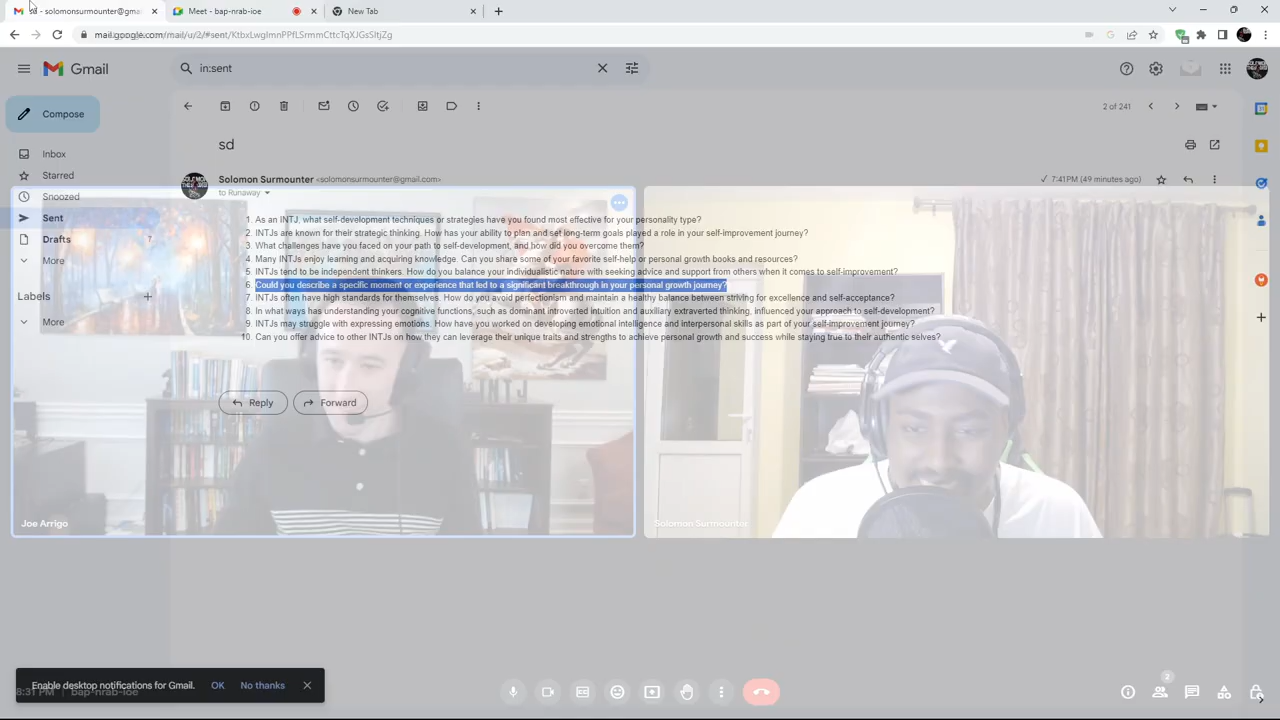 sd - solomonsurmounter@gmai
Meet - bap-nrab-ioe
New Tab
mail.google.com/mail/u/2/#sent/KtbxLwgImnPPfLSrmmCttcTqXJGsSltjZg
Gmail
in:sent
Compose
2 of 241
Inbox
sd
Starred
Solomon Surmounter <solomonsurmounter@gmail.com>
7:41 PM (49 minutes ago)
to Runaway
Snoozed
Sent
Drafts 7
More
Labels
More
1. As an INTJ, what self-development techniques or strategies have you found most effective for your personality type?
2. INTJs are known for their strategic thinking. How has your ability to plan and set long-term goals played a role in your self-improvement journey?
3. What challenges have you faced on your path to self-development, and how did you overcome them?
4. Many INTJs enjoy learning and acquiring knowledge. Can you share some of your favorite self-help or personal growth books and resources?
5. INTJs tend to be independent thinkers. How do you balance your individualistic nature with seeking advice and support from others when it comes to self-improvement?
6. Could you describe a specific moment or experience that led to a significant breakthrough in your personal growth journey?
7. INTJs often have high standards for themselves. How do you avoid perfectionism and maintain a healthy balance between striving for excellence and self-acceptance?
8. In what ways has understanding your cognitive functions, such as dominant introverted intuition and auxiliary extraverted thinking, influenced your approach to self-development?
9. INTJs may struggle with expressing emotions. How have you worked on developing emotional intelligence and interpersonal skills as part of your self-improvement journey?
10. Can you offer advice to other INTJs on how they can leverage their unique traits and strengths to achieve personal growth and success while staying true to their authentic selves?
Reply
Forward
Joe Arrigo
Solomon Surmounter
Enable desktop notifications for Gmail. OK No thanks
8:31 PM bap-nrab-ioe
2